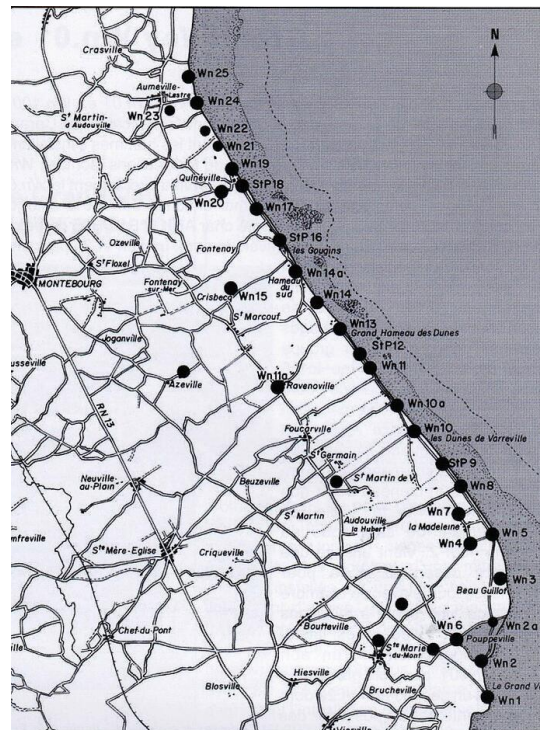 Crasville
N
Wn25
Aumeville-
Lestre
Wn24
St Martin-
d'Audouville
Wn23
Wn22
Wn21
Wn19
Quinéville
StP18
Wn20
Wn17
Ozeville
StP16
les Gougins
Fontenay
St Floxel
MONTEBOURG
Wn14a
Hameau
du
sud
Fontenay
sur-Mer
Crisbecq
Wn15
Wn14
St Marcouf
Wn13
Grand Hameau des Dunes
Joganville
StP12
Wn11
Azeville
Wn11a
Ravenoville
RN 13
Wn10a
Foucarville
Wn10
les Dunes de Varreville
St Germain
StP9
Neuville-
au-Plain
Beuzeville
St Martin de V.
Wn8
St Martin
Wn7
Audouville
la Hubert
la Madeleine
Wn5
Ste Mère-Eglise
Criqueville
Wn4
Wn3
Beau Guillot
Wn2a
Wn6
Boutteville
Pouppeville
Chef-du-Pont
Ste Marie
du-Mont
Wn2
Hiesville
Blosville
Brucheville
Le Grand V
Wn1
St Vierville